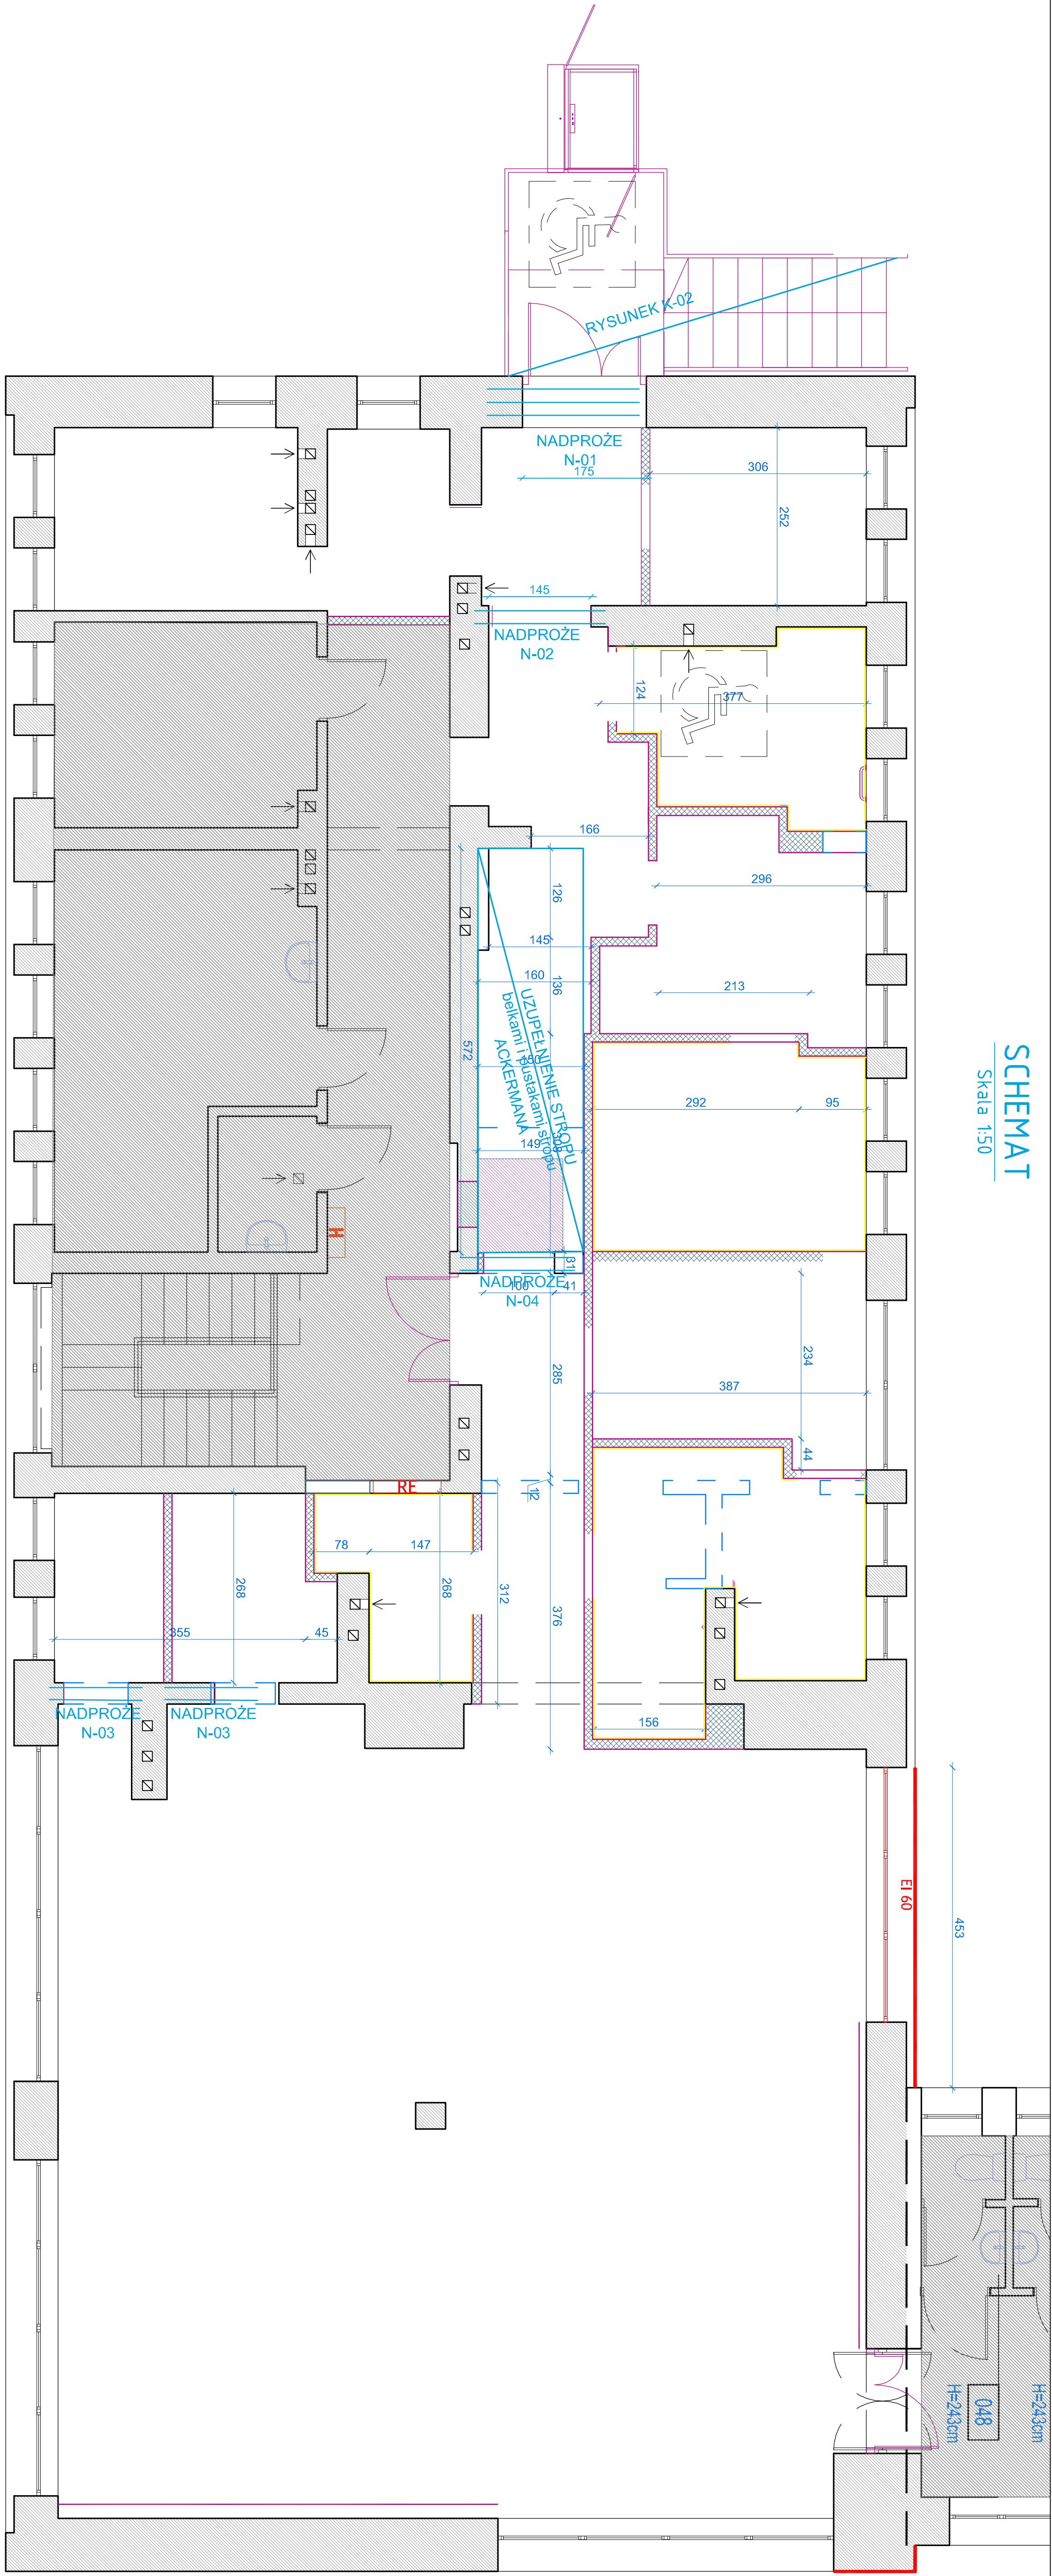 SCHEMAT
Skala 1:50
RYSUNEK K-02
NADPROŻE
N-01
175
306
252
145
NADPROŻE
N-02
124
377
166
296
126
145
136
160
213
UZUPEŁNIENIE STROPU
belkami i pustakami stropu
ACKERMANA
572
150
292
95
149
308
H
31
NADPROŻE
N-04
100
41
285
234
387
44
RE
12
78
147
268
268
312
376
355
45
NADPROŻE
N-03
NADPROŻE
N-03
156
EI 60
453
H=243cm
048
H=243cm